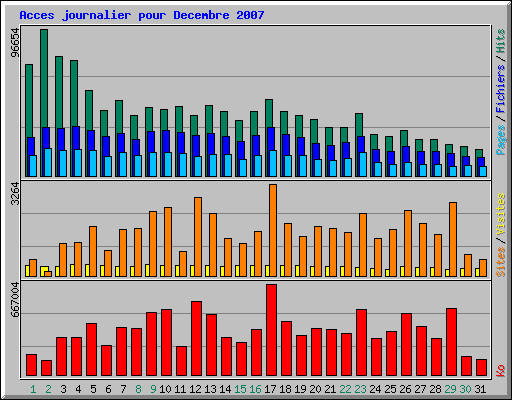 Acces journalier pour Decembre 2007
96654
3264
667004
Pages / Fichiers / Hits
Sites / Visites
Ko
1 2 3 4 5 6 7 8 9 10 11 12 13 14 15 16 17 18 19 20 21 22 23 24 25 26 27 28 29 30 31